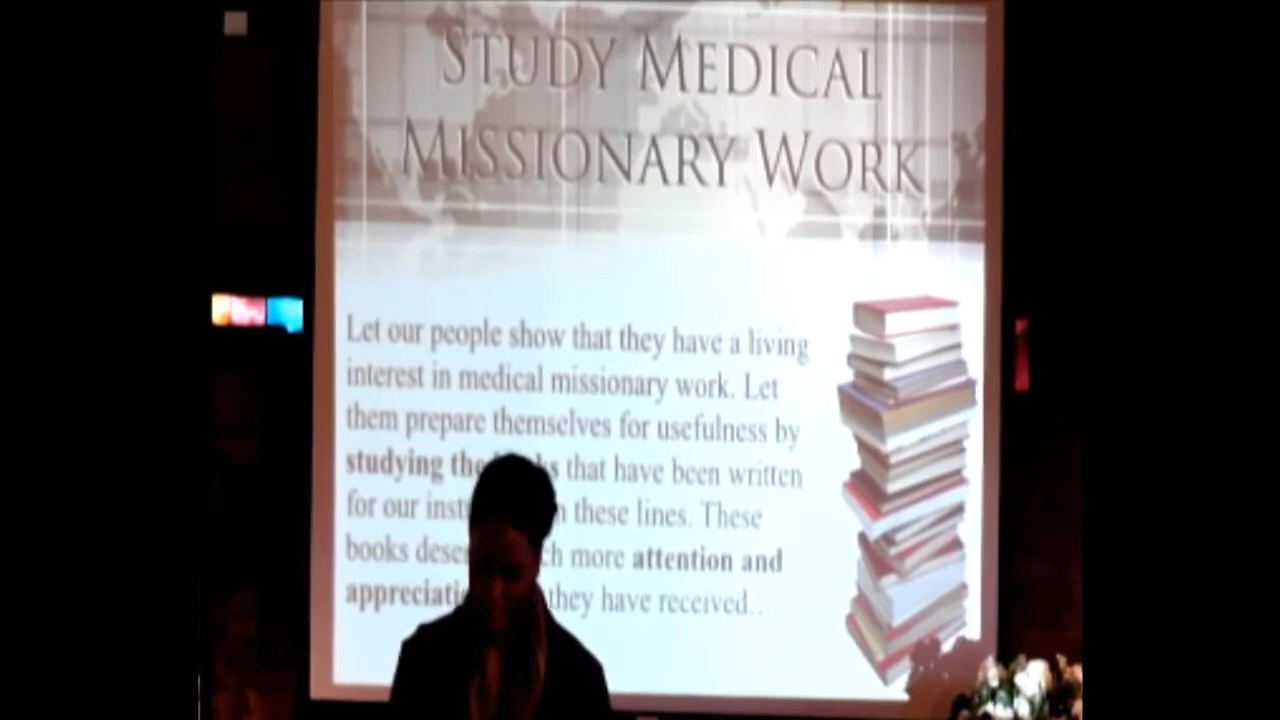 STUDY MEDICAL
MISSIONARY WORK
Let our people show that they have a living
interest in medical missionary work. Let
them prepare themselves for usefulness by
studying the that have been written
for our these lines. These
books more attention and
they have received...